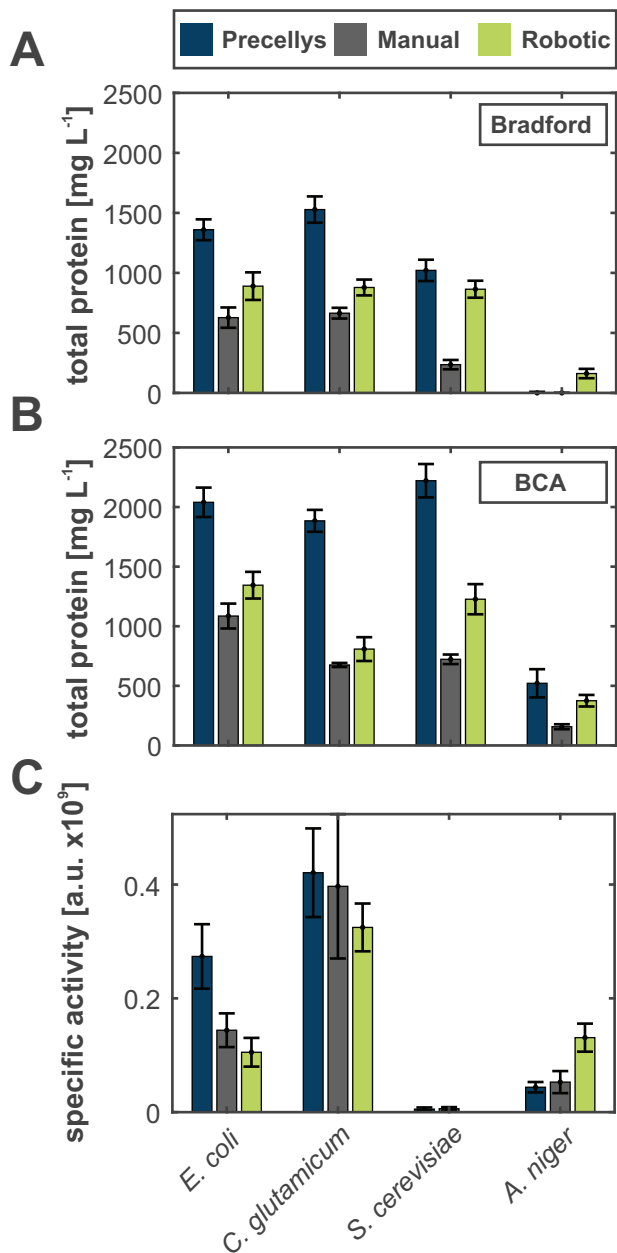 A
Precellys Manual Robotic
Bradford
total protein [mg L⁻¹]
2500
2000
1500
1000
500
0
B
BCA
total protein [mg L⁻¹]
2500
2000
1500
1000
500
0
C
specific activity [a.u. x10⁹]
0.4
0.2
0
E. coli
C. glutamicum
S. cerevisiae
A. niger